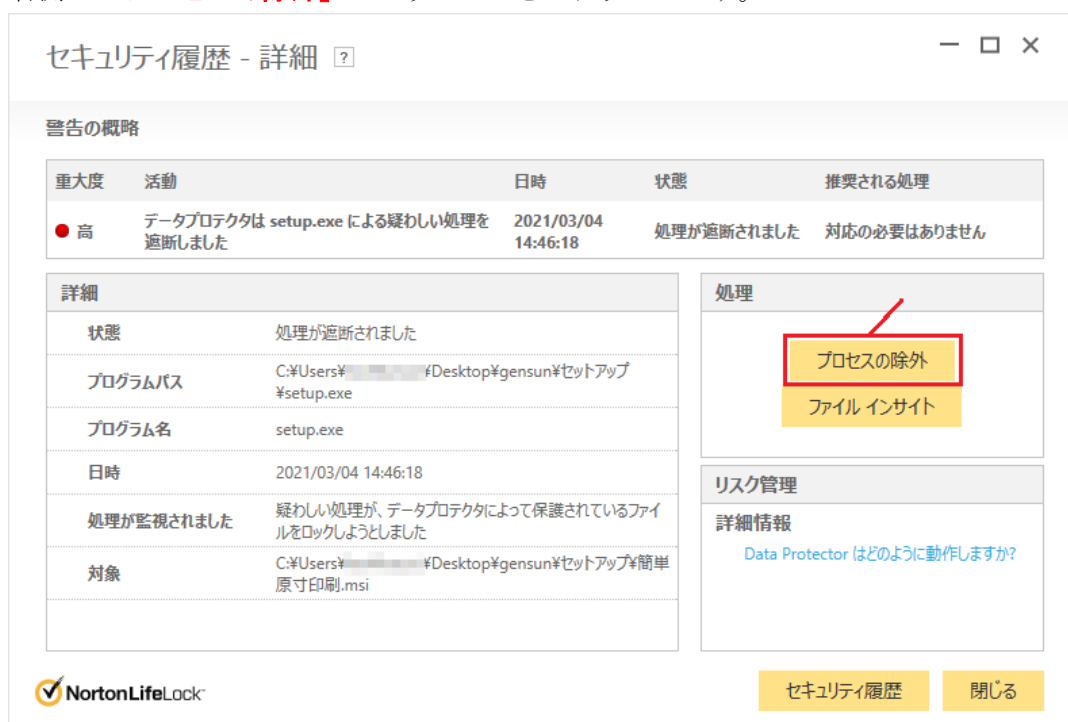 セキュリティ履歴 - 詳細 ?
警告の概略
重大度 活動 日時 状態 推奨される処理
高 データプロテクタは setup.exe による疑わしい処理を 2021/03/04 処理が遮断されました 対応の必要はありません
遮断しました 14:46:18
詳細
状態 処理が遮断されました
プログラムパス C:¥Users¥ ¥Desktop¥gensun¥セットアップ
¥setup.exe
プログラム名 setup.exe
日時 2021/03/04 14:46:18
処理が監視されました 疑わしい処理が、データプロテクタによって保護されているファイ
ルをロックしようとしました
対象 C:¥Users¥ ¥Desktop¥gensun¥セットアップ¥簡単
原寸印刷.msi
処理
プロセスの除外
ファイル インサイト
リスク管理
詳細情報
Data Protector はどのように動作しますか?
NortonLifeLock
セキュリティ履歴 閉じる